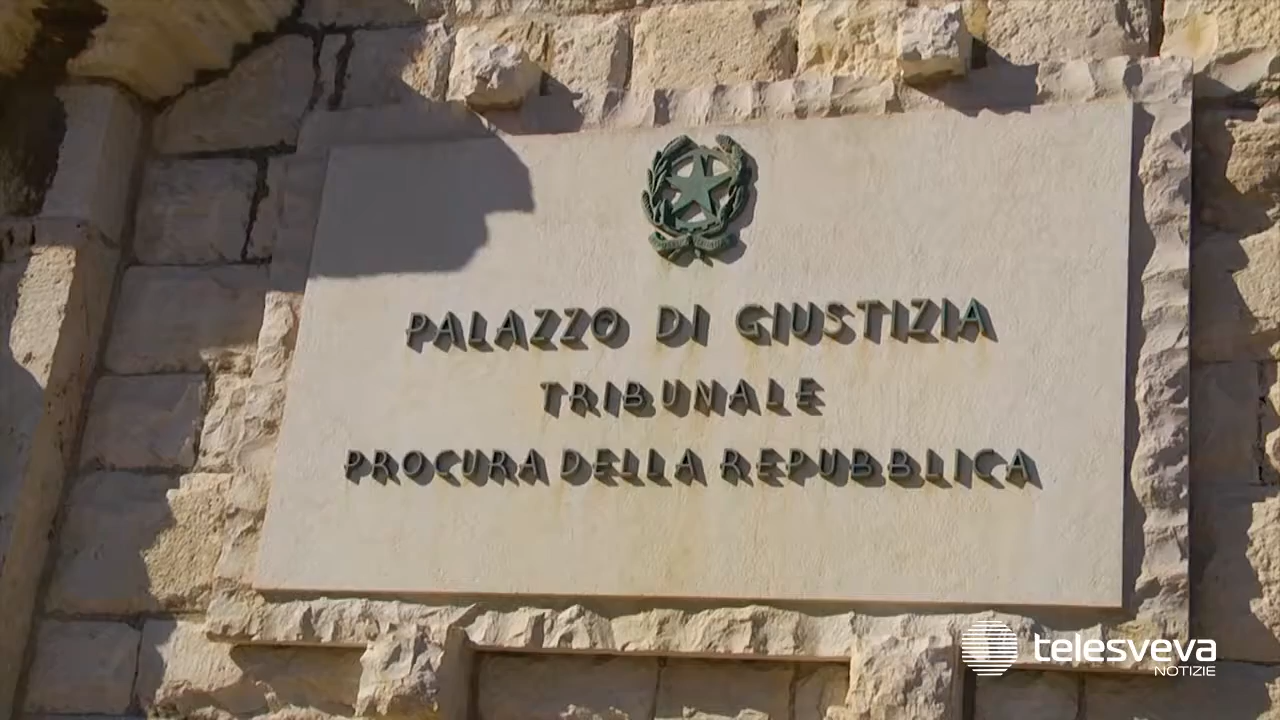 PALAZZO DI GIUSTIZIA
TRIBUNALE
PROCURA DELLA REPUBBLICA
telesveva
NOTIZIE